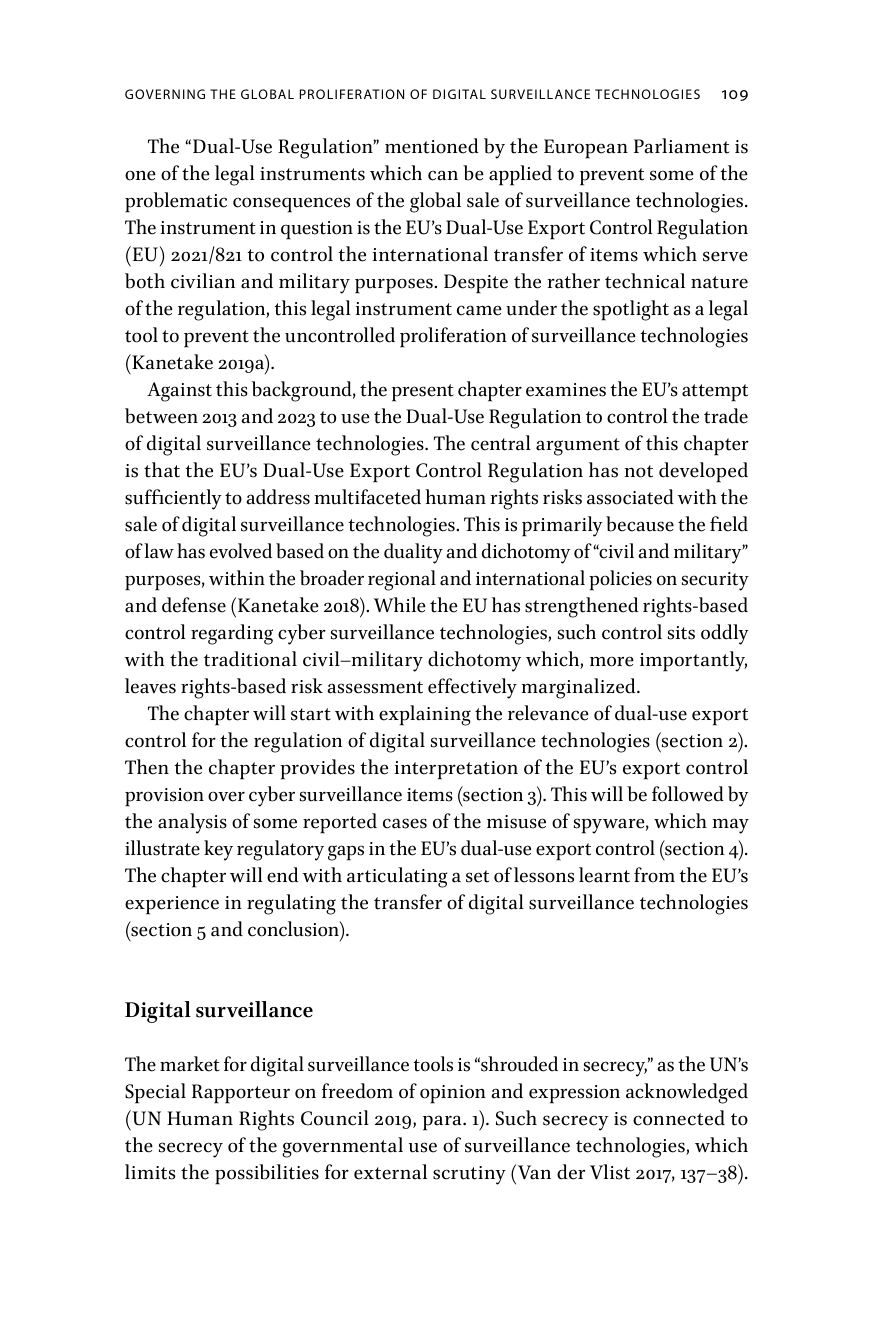 GOVERNING THE GLOBAL PROLIFERATION OF DIGITAL SURVEILLANCE TECHNOLOGIES 109
The “Dual-Use Regulation” mentioned by the European Parliament is
one of the legal instruments which can be applied to prevent some of the
problematic consequences of the global sale of surveillance technologies.
The instrument in question is the EU’s Dual-Use Export Control Regulation
(EU) 2021/821 to control the international transfer of items which serve
both civilian and military purposes. Despite the rather technical nature
of the regulation, this legal instrument came under the spotlight as a legal
tool to prevent the uncontrolled proliferation of surveillance technologies
(Kanetake 2019a).
Against this background, the present chapter examines the EU’s attempt
between 2013 and 2023 to use the Dual-Use Regulation to control the trade
of digital surveillance technologies. The central argument of this chapter
is that the EU’s Dual-Use Export Control Regulation has not developed
sufficiently to address multifaceted human rights risks associated with the
sale of digital surveillance technologies. This is primarily because the field
of law has evolved based on the duality and dichotomy of “civil and military”
purposes, within the broader regional and international policies on security
and defense (Kanetake 2018). While the EU has strengthened rights-based
control regarding cyber surveillance technologies, such control sits oddly
with the traditional civil–military dichotomy which, more importantly,
leaves rights-based risk assessment effectively marginalized.
The chapter will start with explaining the relevance of dual-use export
control for the regulation of digital surveillance technologies (section 2).
Then the chapter provides the interpretation of the EU’s export control
provision over cyber surveillance items (section 3). This will be followed by
the analysis of some reported cases of the misuse of spyware, which may
illustrate key regulatory gaps in the EU’s dual-use export control (section 4).
The chapter will end with articulating a set of lessons learnt from the EU’s
experience in regulating the transfer of digital surveillance technologies
(section 5 and conclusion).
Digital surveillance
The market for digital surveillance tools is “shrouded in secrecy,” as the UN’s
Special Rapporteur on freedom of opinion and expression acknowledged
(UN Human Rights Council 2019, para. 1). Such secrecy is connected to
the secrecy of the governmental use of surveillance technologies, which
limits the possibilities for external scrutiny (Van der Vlist 2017, 137–38).